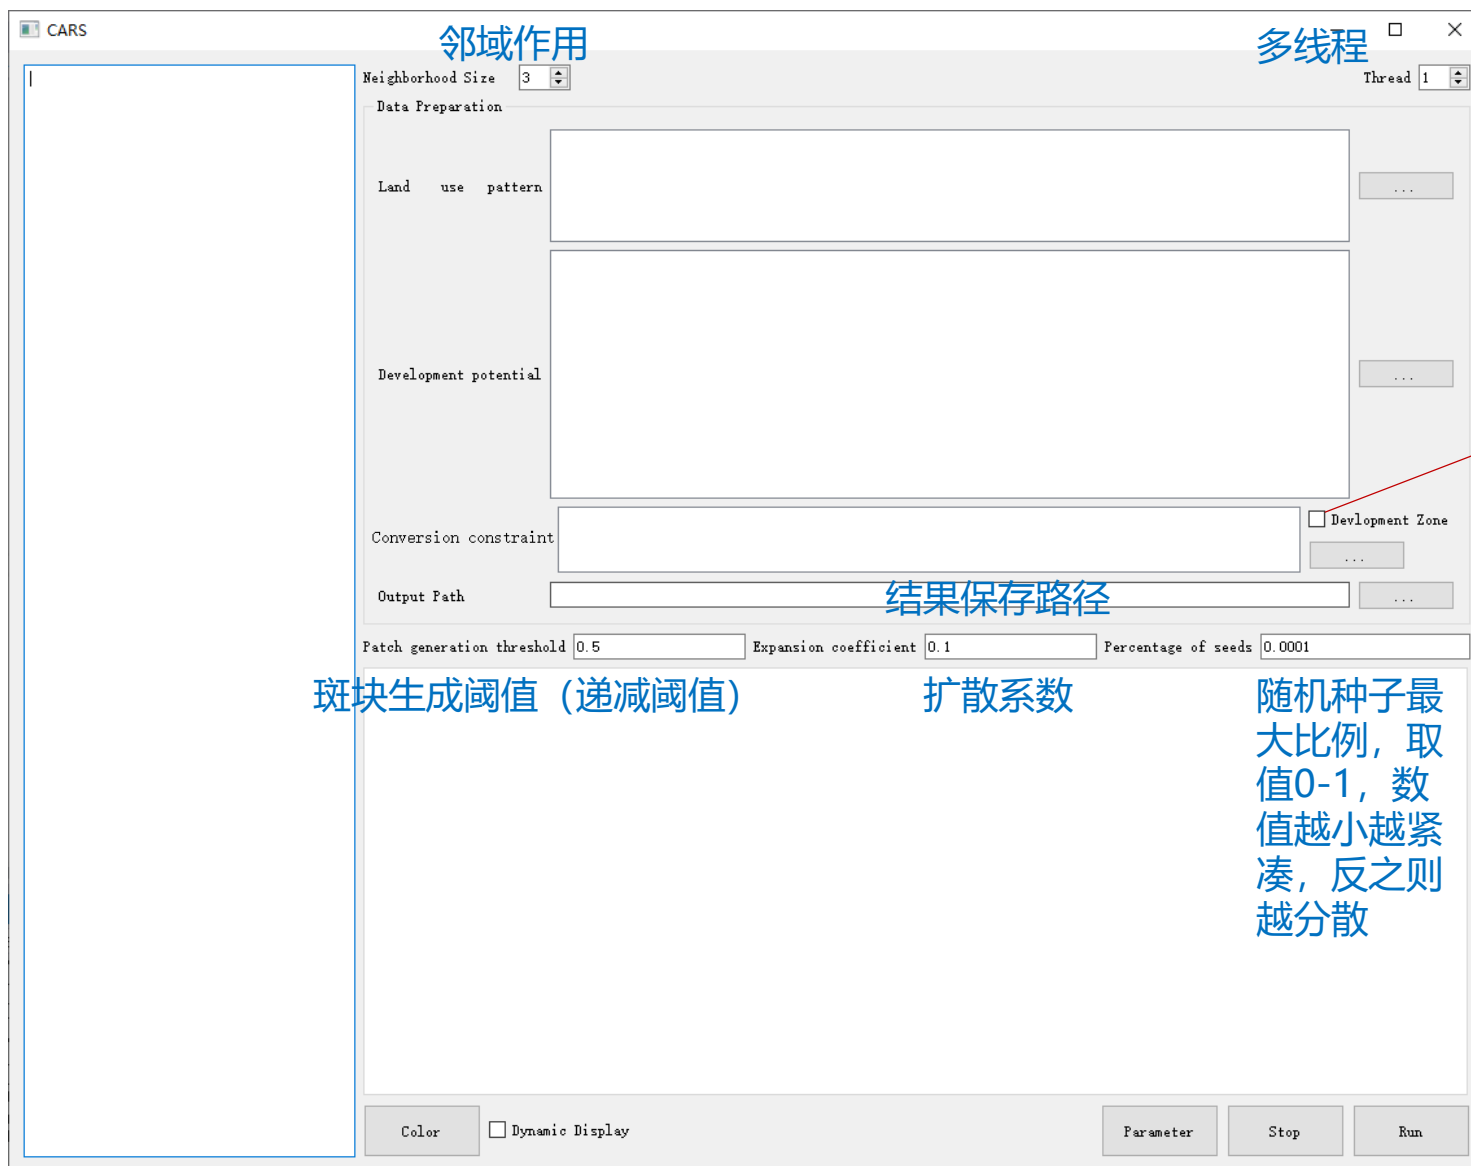 CARS
邻域作用
多线程
Neighborhood Size 3
Thread 1
Data Preparation
Land use pattern
...
Development potential
...
Devlopment Zone
Conversion constraint
...
Output Path
结果保存路径
...
Patch generation threshold 0.5
Expansion coefficient 0.1
Percentage of seeds 0.0001
斑块生成阈值（递减阈值）
扩散系数
随机种子最
大比例，取
值0-1，数
值越小越紧
凑，反之则
越分散
Color
Dynamic Display
Parameter
Stop
Run